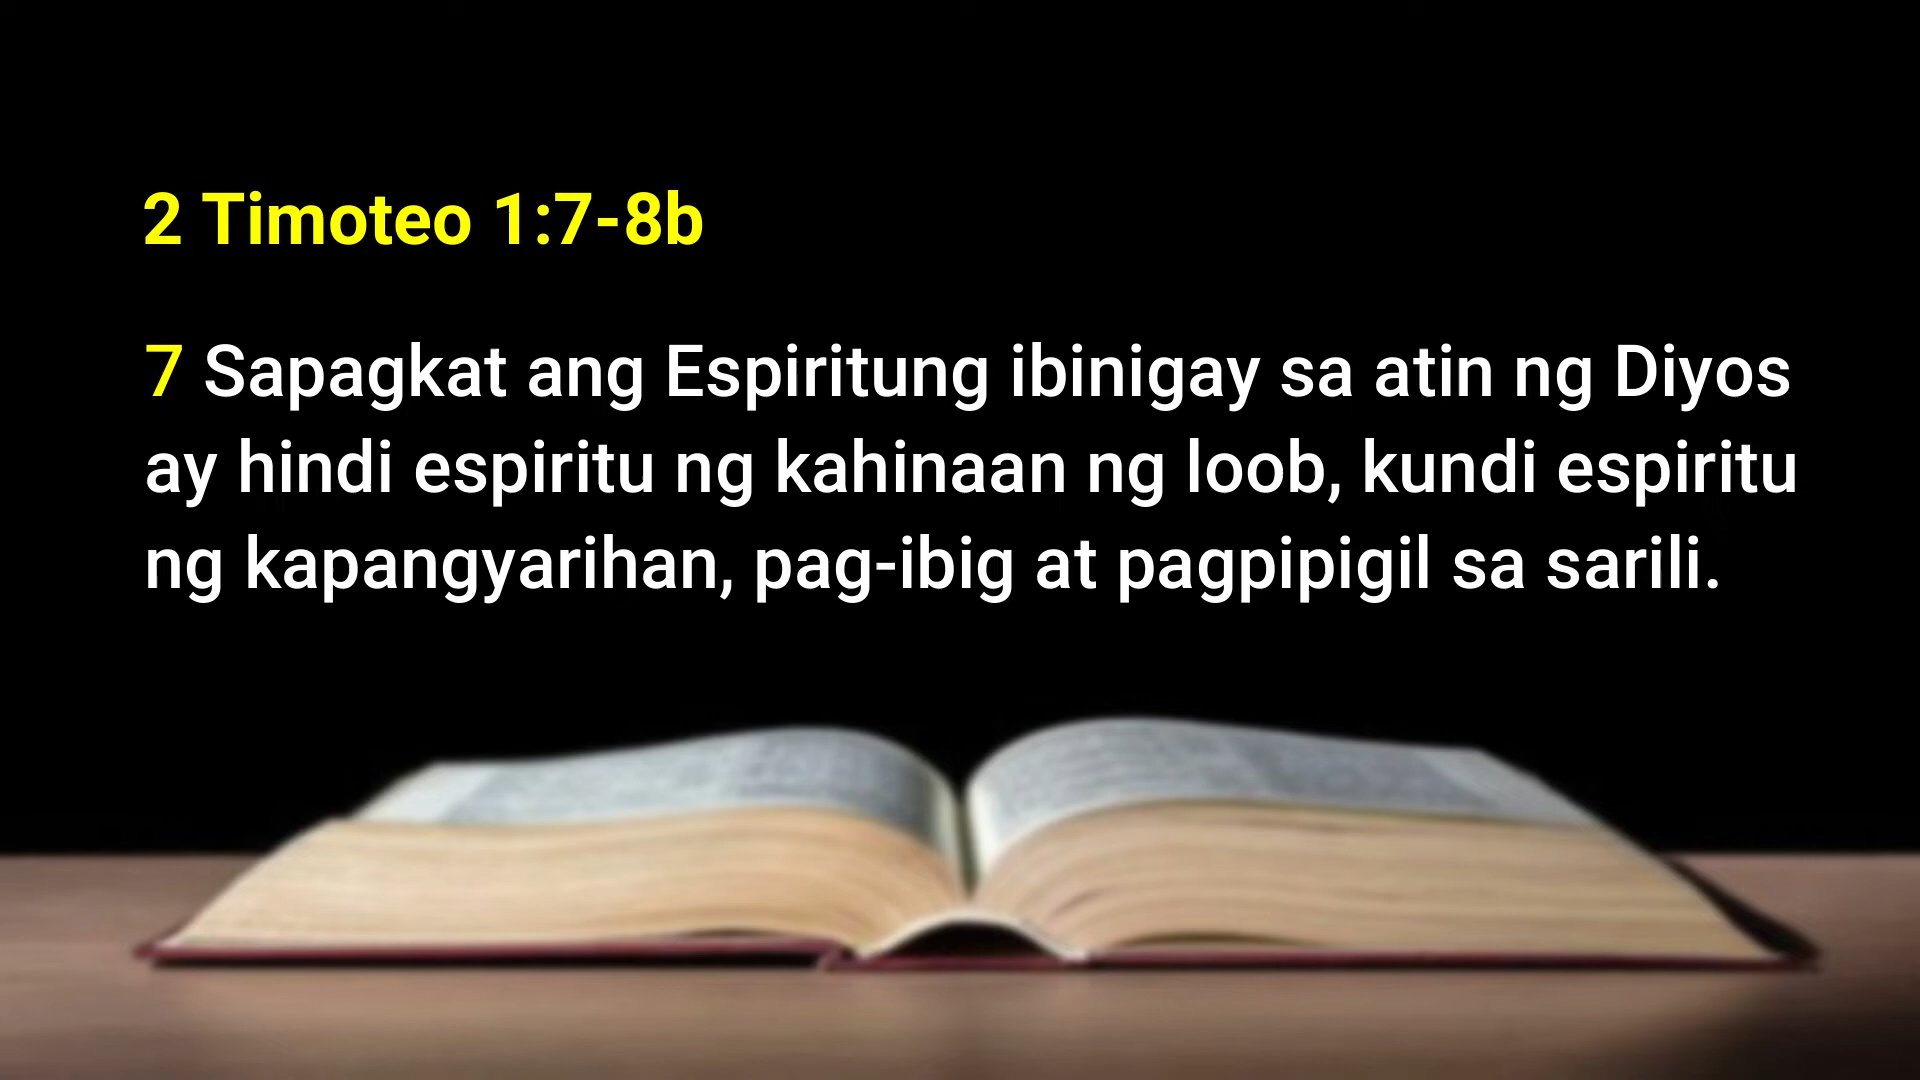 2 Timoteo 1:7-8b
7 Sapagkat ang Espiritung ibinigay sa atin ng Diyos
ay hindi espiritu ng kahinaan ng loob, kundi espiritu
ng kapangyarihan, pag-ibig at pagpipigil sa sarili.